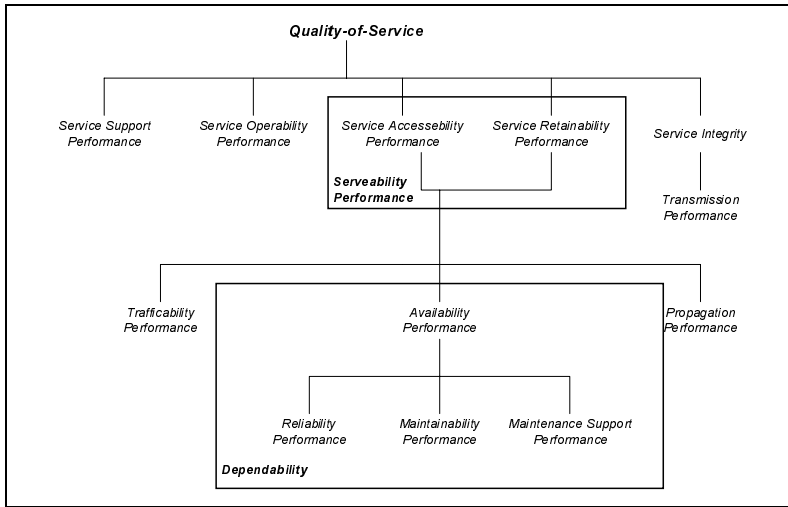 Quality-of-Service
Service Support
Performance
Service Operability
Performance
Service Accessebility
Performance
Service Retainability
Performance
Service Integrity
Serveability
Performance
Transmission
Performance
Trafficability
Performance
Availability
Performance
Propagation
Performance
Reliability
Performance
Maintainability
Performance
Maintenance Support
Performance
Dependability